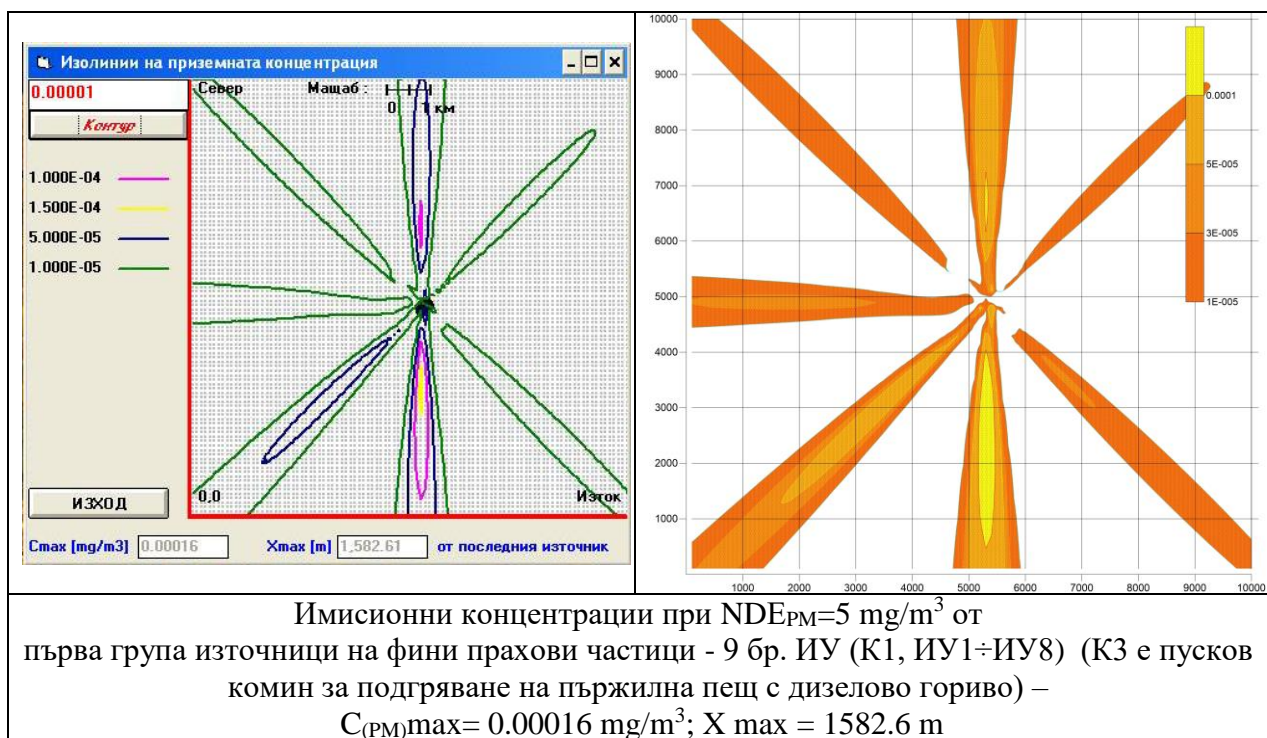 Изолинии на приземната концентрация
0.00001
Контур
1.000E-04
1.500E-04
5.000E-05
1.000E-05
ИЗХОД
Север
Мащаб :
0 1 км
0,0
Изток
Cmax [mg/m3] 0.00016 Xmax [m] 1,582.61 от последния източник
10000
9000
8000
7000
6000
5000
4000
3000
2000
1000
1000 2000 3000 4000 5000 6000 7000 8000 9000 10000
0.0001
5E-005
3E-005
1E-005
Имисионни концентрации при NDEPM=5 mg/m3 от
първа група източници на фини прахови частици - 9 бр. ИУ (К1, ИУ1÷ИУ8) (К3 е пусков
комин за подгряване на пържилна пещ с дизелово гориво) –
C(PM)max= 0.00016 mg/m3; X max = 1582.6 m